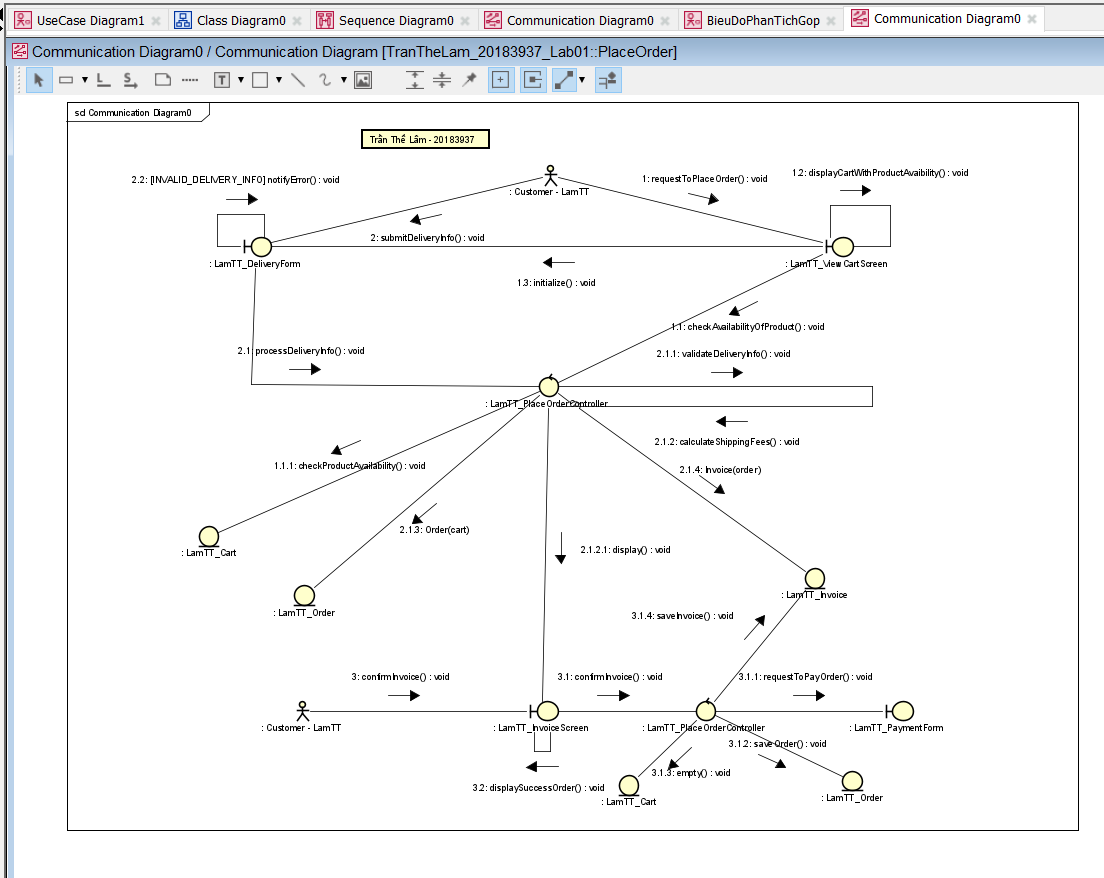 UseCase Diagram1
Class Diagram0
Sequence Diagram0
Communication Diagram0
BieuDoPhanTichGop
Communication Diagram0
Communication Diagram0 / Communication Diagram [TranTheLam_20183937_Lab01::PlaceOrder]
T
sd Communication Diagram0
Trần Thế Lâm - 20183937
2.2: [INVALID_DELIVERY_INFO] notifyError() : void
: Customer - LamTT
1: requestToPlaceOrder() : void
1.2: displayCartWithProductAvaibility() : void
2: submitDeliveryInfo() : void
: LamTT_DeliveryForm
: LamTT_ViewCartScreen
1.3: initialize() : void
1.1: checkAvailabilityOfProduct() : void
2.1: processDeliveryInfo() : void
2.1.1: validateDeliveryInfo() : void
: LamTT_PlaceOrderController
2.1.2: calculateShippingFees() : void
1.1.1: checkProductAvailability() : void
2.1.4: Invoice(order)
2.1.3: Order(cart)
: LamTT_Cart
2.1.2.1: display() : void
: LamTT_Order
: LamTT_Invoice
3.1.4: saveInvoice() : void
3: confirmInvoice() : void
3.1: confirmInvoice() : void
3.1.1: requestToPayOrder() : void
: Customer - LamTT
: LamTT_InvoiceScreen
: LamTT_PlaceOrderController
: LamTT_PaymentForm
3.1.2: saveOrder() : void
3.1.3: empty() : void
3.2: displaySuccessOrder() : void
: LamTT_Cart
: LamTT_Order